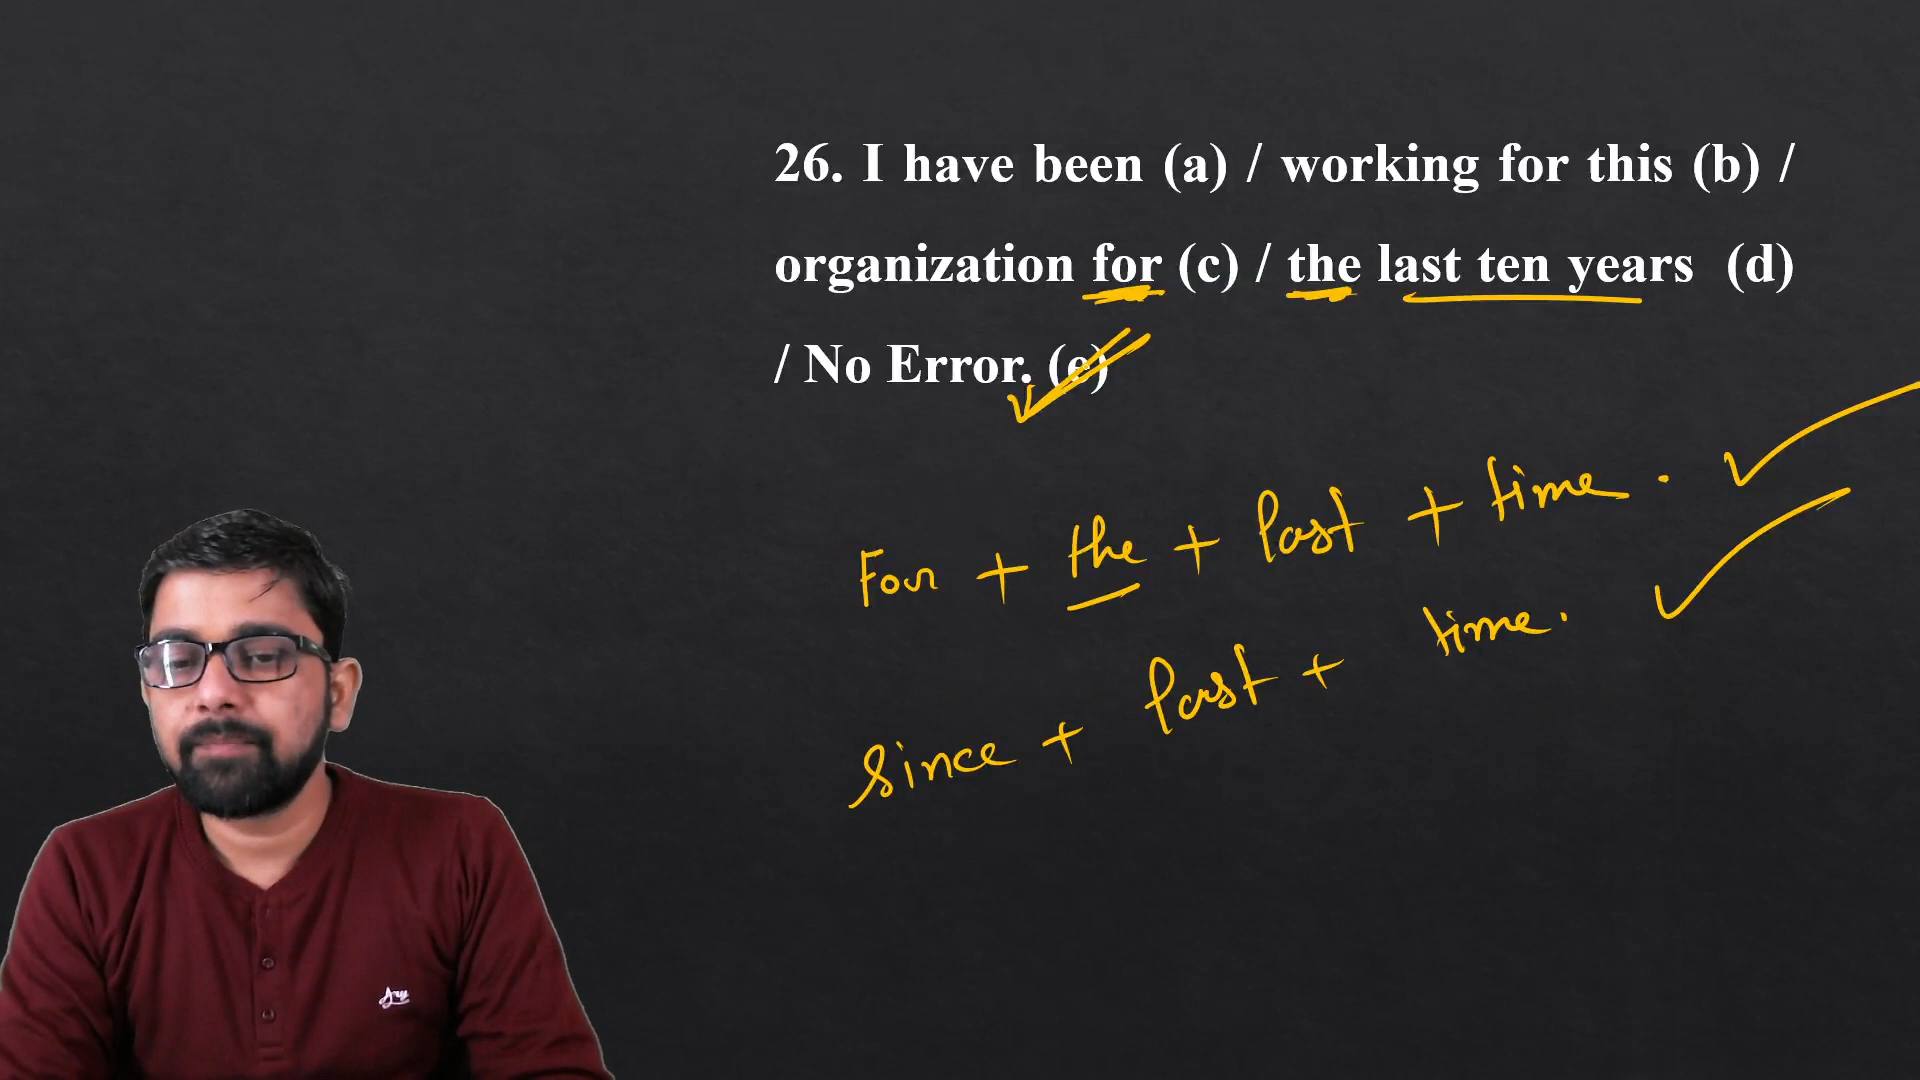 26. I have been (a) / working for this (b) /
organization for (c) / the last ten years (d)
/ No Error. (e)
For + the + last + time.
Since + last + time.